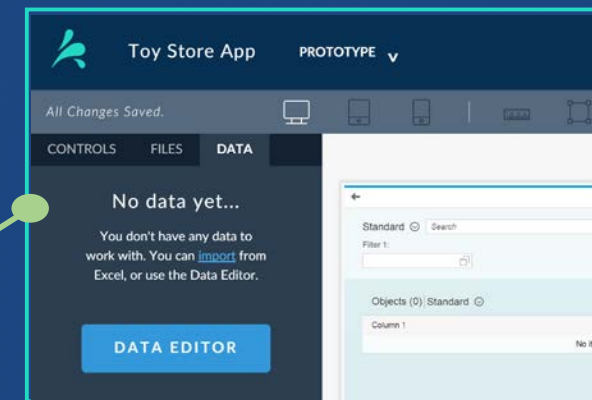 Toy Store App
PROTOTYPE
All Changes Saved.
CONTROLS FILES DATA
No data yet...
You don't have any data to
work with. You can import from
Excel, or use the Data Editor.
DATA EDITOR
Standard
Search
Filter 1:
Objects (0) Standard
Column 1
No it